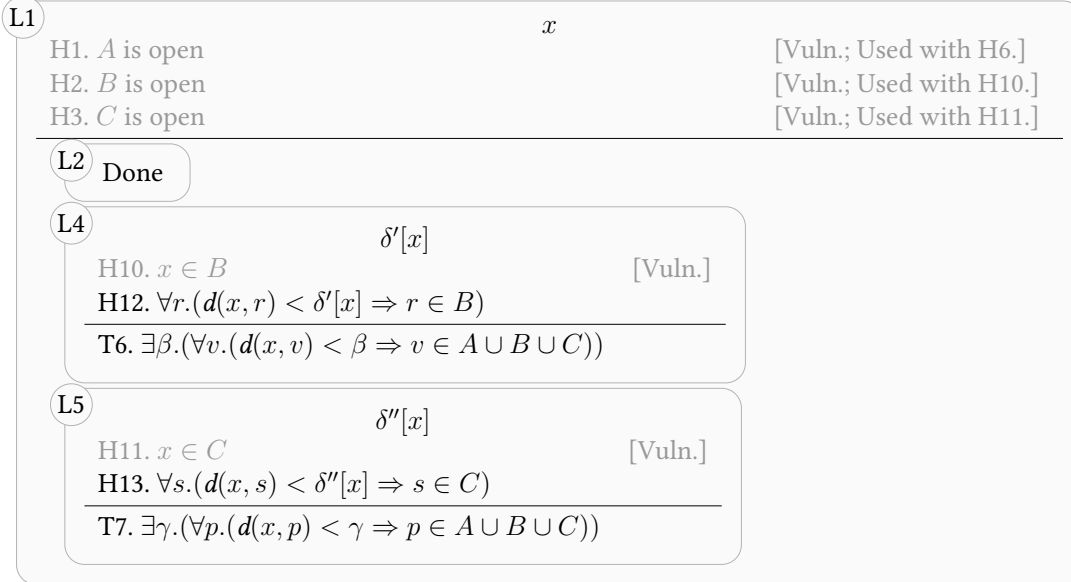 L1
x
H1. A is open [Vuln.; Used with H6.]
H2. B is open [Vuln.; Used with H10.]
H3. C is open [Vuln.; Used with H11.]
L2
Done
L4
δ′[x]
H10. x ∈ B [Vuln.]
H12. ∀r.(d(x, r) < δ′[x] ⇒ r ∈ B)
T6. ∃β.(∀v.(d(x, v) < β ⇒ v ∈ A ∪ B ∪ C))
L5
δ″[x]
H11. x ∈ C [Vuln.]
H13. ∀s.(d(x, s) < δ″[x] ⇒ s ∈ C)
T7. ∃γ.(∀p.(d(x, p) < γ ⇒ p ∈ A ∪ B ∪ C))